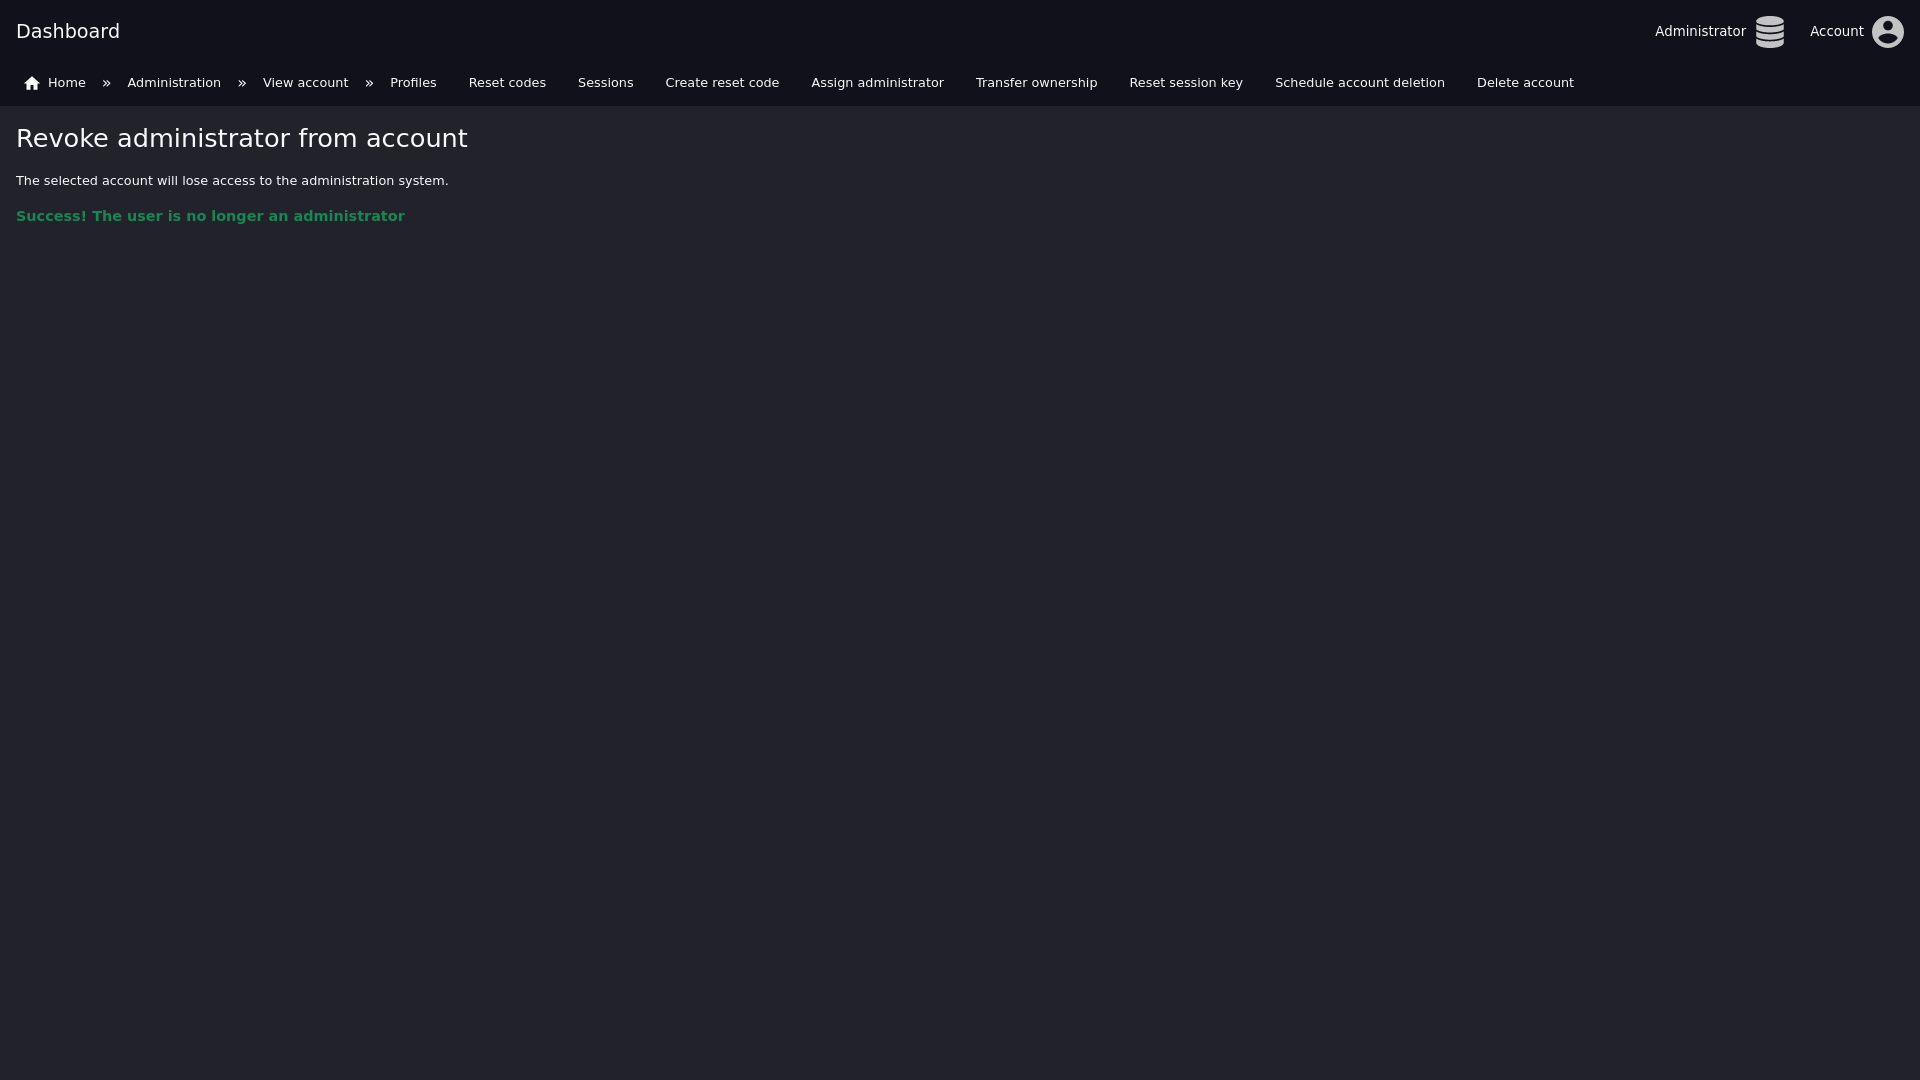 Dashboard
Administrator
Account
Home » Administration » View account » Profiles Reset codes Sessions Create reset code Assign administrator Transfer ownership Reset session key Schedule account deletion Delete account
Revoke administrator from account
The selected account will lose access to the administration system.
Success! The user is no longer an administrator